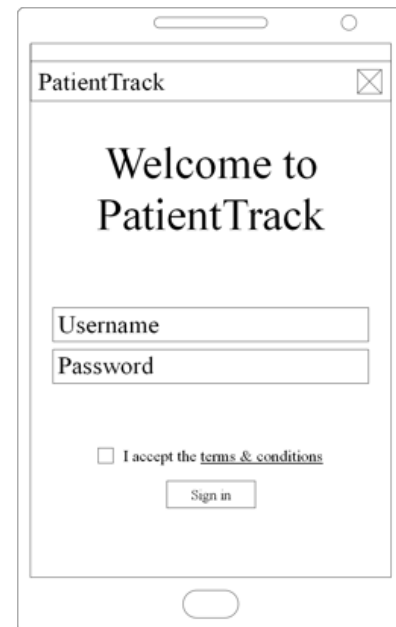 PatientTrack
Welcome to
PatientTrack
Username
Password
I accept the terms & conditions
Sign in